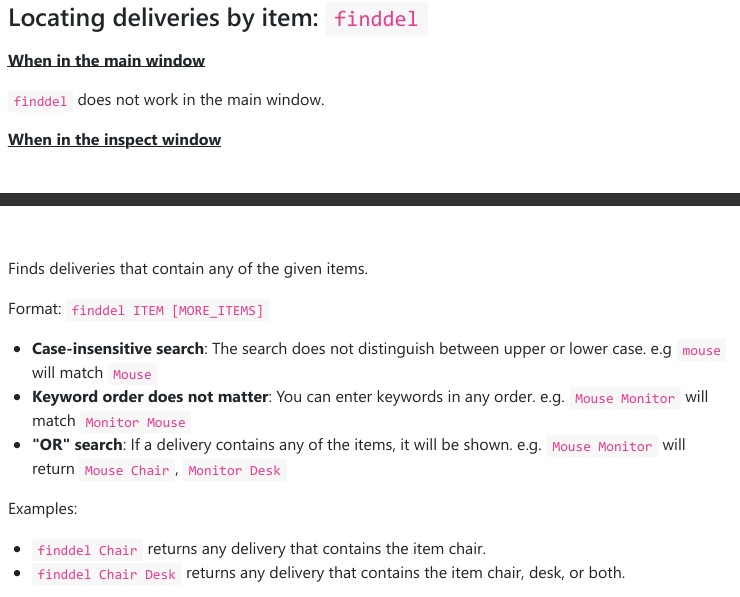 Locating deliveries by item: finddel
When in the main window
finddel does not work in the main window.
When in the inspect window
Finds deliveries that contain any of the given items.
Format: finddel ITEM [MORE_ITEMS]
• Case-insensitive search: The search does not distinguish between upper or lower case. e.g mouse
will match Mouse
• Keyword order does not matter: You can enter keywords in any order. e.g. Mouse Monitor will
match Monitor Mouse
• "OR" search: If a delivery contains any of the items, it will be shown. e.g. Mouse Monitor will
return Mouse Chair, Monitor Desk
Examples:
• finddel Chair returns any delivery that contains the item chair.
• finddel Chair Desk returns any delivery that contains the item chair, desk, or both.